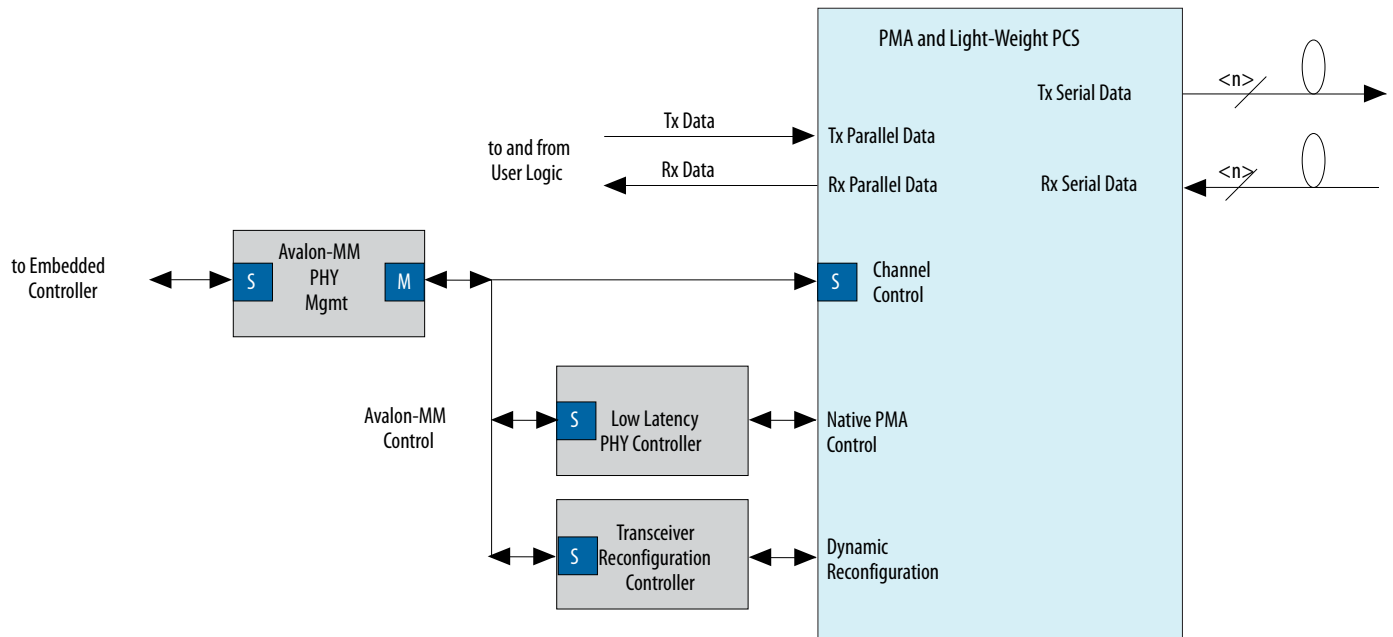 PMA and Light-Weight PCS
<n>
Tx Serial Data
Tx Data
to and from
User Logic
Tx Parallel Data
<n>
Rx Data
Rx Parallel Data
Rx Serial Data
to Embedded
Controller
S
Avalon-MM
PHY
Mgmt
M
S
Channel
Control
Avalon-MM
Control
S
Low Latency
PHY Controller
Native PMA
Control
S
Transceiver
Reconfiguration
Controller
Dynamic
Reconfiguration